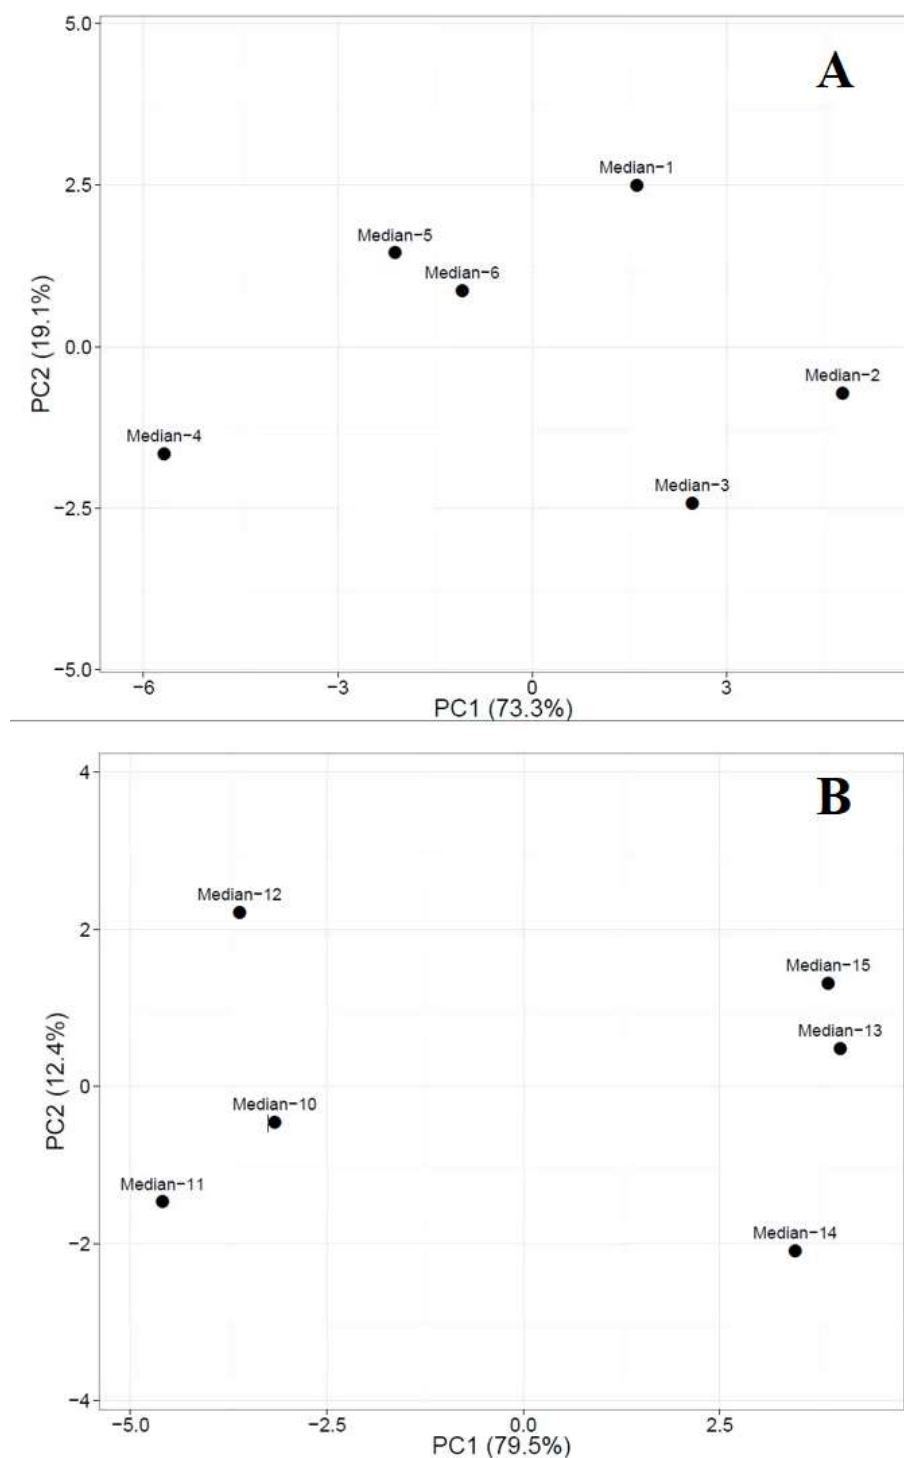 A
5.0
Median−1
2.5
Median−5
Median−6
PC2 (19.1%)
0.0
Median−2
Median−4
Median−3
−2.5
−5.0
−6 −3 0 3
PC1 (73.3%)
B
4
Median−12
2
Median−15
Median−13
PC2 (12.4%)
0
Median−10
Median−11
Median−14
−2
−4
−5.0 −2.5 0.0 2.5
PC1 (79.5%)